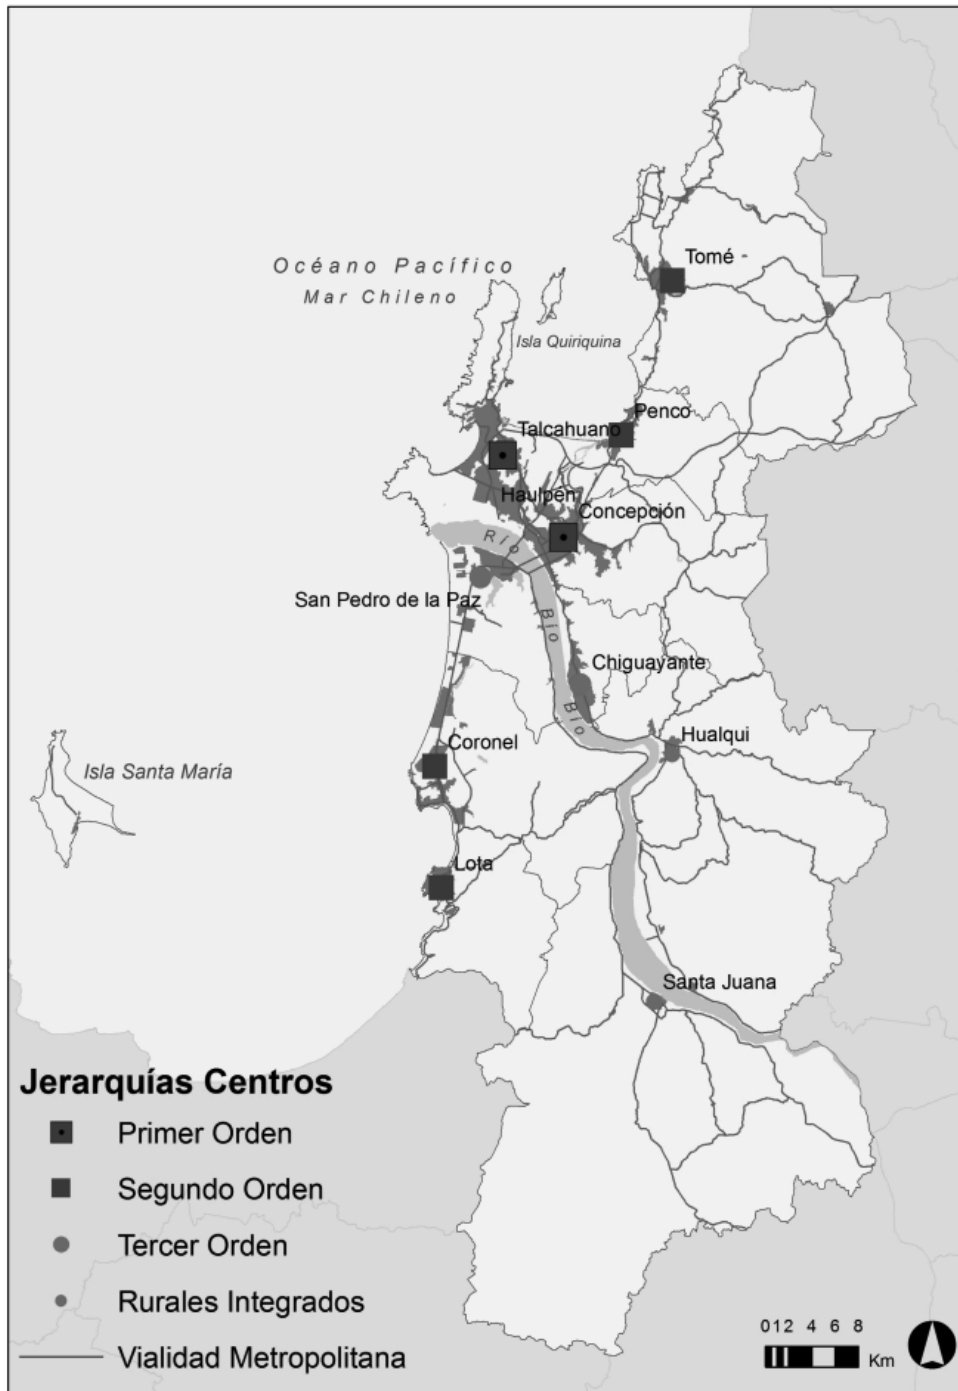 Tomé
Océano Pacífico
Mar Chileno
Isla Quiriquina
Penco
Talcahuano
Haulpén
Concepción
Río
San Pedro de la Paz
Bío
Chiguayante
Bío
Hualqui
Coronel
Isla Santa María
Lota
Santa Juana
Jerarquías Centros
Primer Orden
Segundo Orden
Tercer Orden
Rurales Integrados
Vialidad Metropolitana
0 1 2 4 6 8
Km